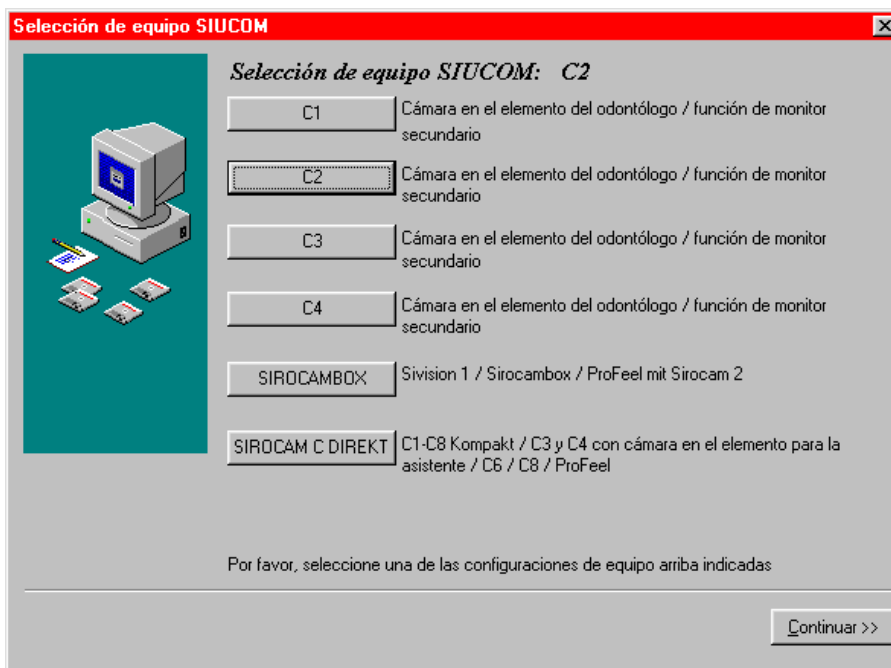 Selección de equipo SIUCOM
Selección de equipo SIUCOM: C2
C1
Cámara en el elemento del odontólogo / función de monitor
secundario
C2
Cámara en el elemento del odontólogo / función de monitor
secundario
C3
Cámara en el elemento del odontólogo / función de monitor
secundario
C4
Cámara en el elemento del odontólogo / función de monitor
secundario
SIROCAMBOX
Sivision 1 / Sirocambox / ProFeel mit Sirocam 2
SIROCAM C DIREKT
C1-C8 Kompakt / C3 y C4 con cámara en el elemento para la
asistente / C6 / C8 / ProFeel
Por favor, seleccione una de las configuraciones de equipo arriba indicadas
Continuar >>